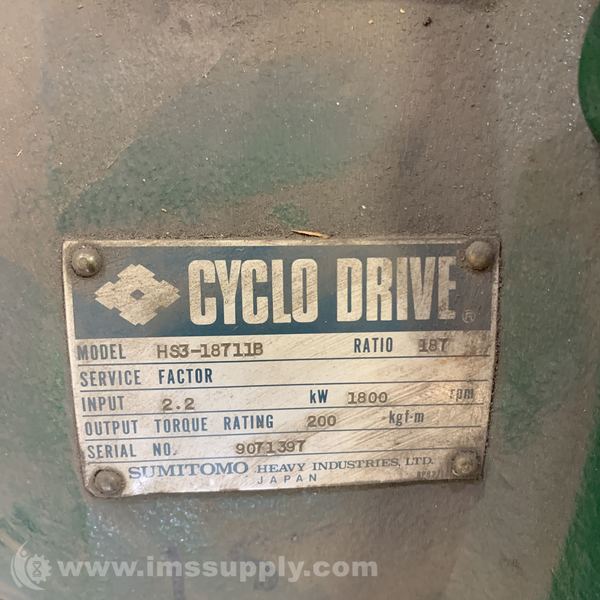 CYCLO DRIVE ®
MODEL HS3-18711B RATIO 187
SERVICE FACTOR
INPUT 2.2 kW 1800 rpm
OUTPUT TORQUE RATING 200 kgf-m
SERIAL NO. 9071397
SUMITOMO HEAVY INDUSTRIES, LTD.
JAPAN
www.imssupply.com